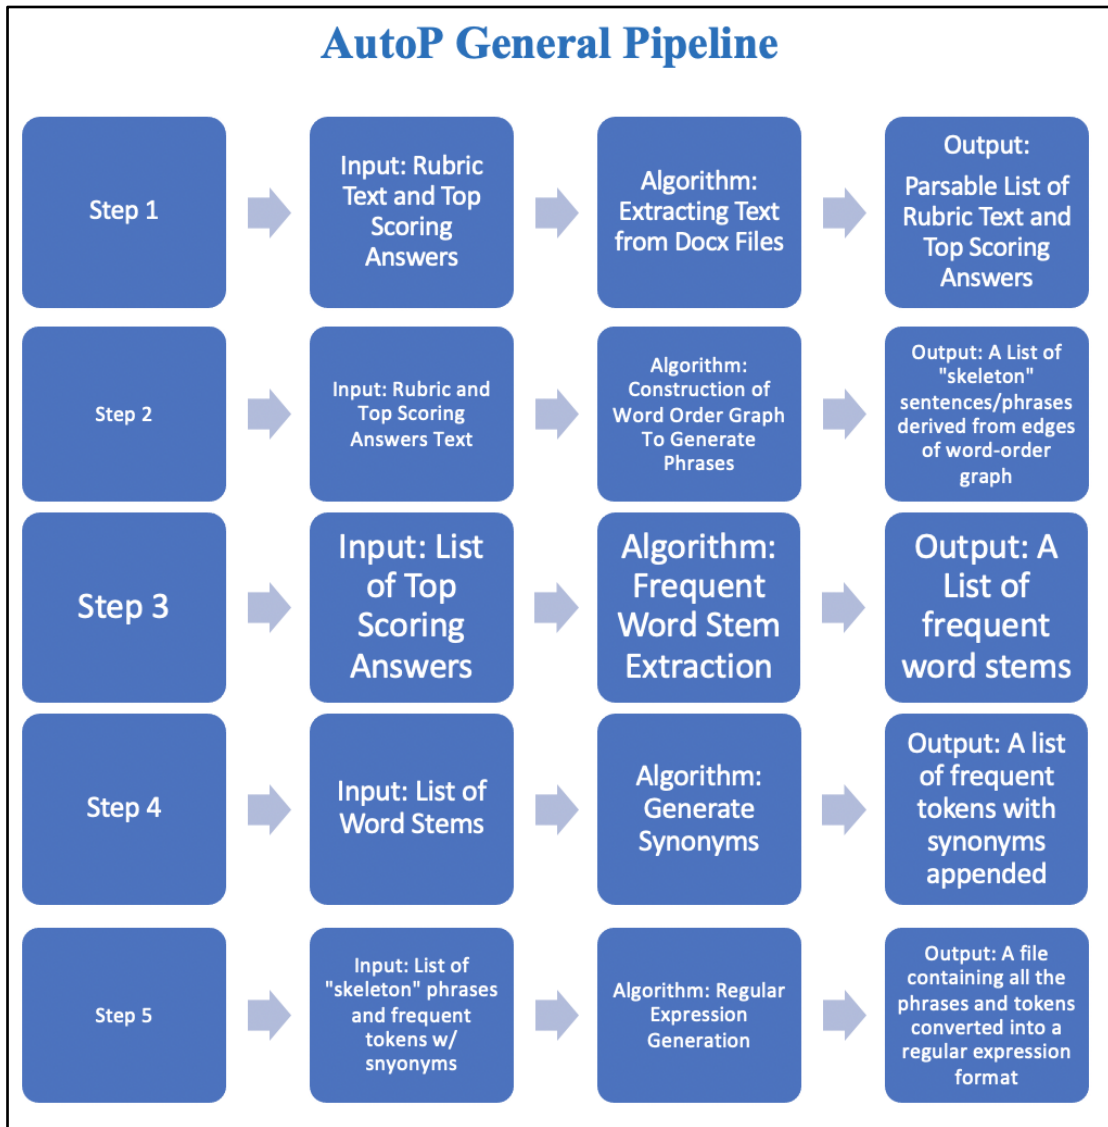 AutoP General Pipeline
Step 1
Input: Rubric
Text and Top
Scoring
Answers
Algorithm:
Extracting Text
from Docx Files
Output:
Parsable List of
Rubric Text and
Top Scoring
Answers
Step 2
Input: Rubric and
Top Scoring
Answers Text
Algorithm:
Construction of
Word Order Graph
To Generate
Phrases
Output: A List of
"skeleton"
sentences/phrases
derived from edges
of word-order
graph
Step 3
Input: List
of Top
Scoring
Answers
Algorithm:
Frequent
Word Stem
Extraction
Output: A
List of
frequent
word stems
Step 4
Input: List of
Word Stems
Algorithm:
Generate
Synonyms
Output: A list
of frequent
tokens with
synonyms
appended
Step 5
Input: List of
"skeleton" phrases
and frequent
tokens w/
snyonyms
Algorithm: Regular
Expression
Generation
Output: A file
containing all the
phrases and tokens
converted into a
regular expression
format